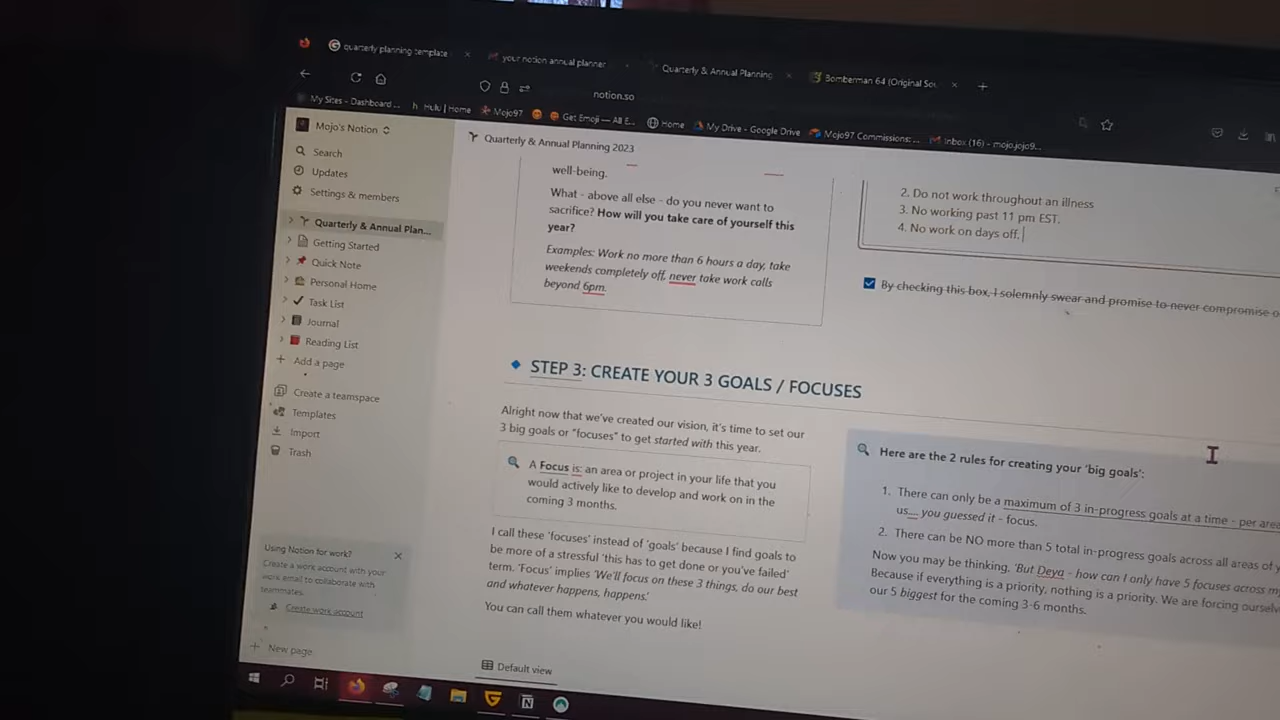 quarterly planning template
your notion annual planner
Quarterly & Annual Planning
Bomberman 64 (Original Sou
notion.so
My Sites - Dashboard ...
h Hulu | Home
Mojo97
Get Emoji — All E...
Home
My Drive - Google Drive
Mojo97 Commissions: ...
Inbox (16) - mojo.jojo9...
Mojo's Notion
Search
Updates
Settings & members
Quarterly & Annual Plan...
Getting Started
Quick Note
Personal Home
Task List
Journal
Reading List
+ Add a page
Create a teamspace
Templates
Import
Trash
Using Notion for work?
Create a work account with your
work email to collaborate with
teammates.
Create work account
+ New page
Quarterly & Annual Planning 2023
well-being.
What - above all else - do you never want to
sacrifice? How will you take care of yourself this
year?
Examples: Work no more than 6 hours a day, take
weekends completely off, never take work calls
beyond 6pm.
2. Do not work throughout an illness
3. No working past 11 pm EST.
4. No work on days off.
By checking this box, I solemnly swear and promise to never compromise o
STEP 3: CREATE YOUR 3 GOALS / FOCUSES
Alright now that we've created our vision, it's time to set our
3 big goals or "focuses" to get started with this year.
A Focus is: an area or project in your life that you
would actively like to develop and work on in the
coming 3 months.
I call these 'focuses' instead of 'goals' because I find goals to
be more of a stressful 'this has to get done or you've failed'
term. 'Focus' implies 'We'll focus on these 3 things, do our best
and whatever happens, happens.'
You can call them whatever you would like!
Default view
Here are the 2 rules for creating your 'big goals':
1. There can only be a maximum of 3 in-progress goals at a time - per area
us.... you guessed it - focus.
2. There can be NO more than 5 total in-progress goals across all areas of y
Now you may be thinking, 'But Deya - how can I only have 5 focuses across m
Because if everything is a priority, nothing is a priority. We are forcing ourselve
our 5 biggest for the coming 3-6 months.